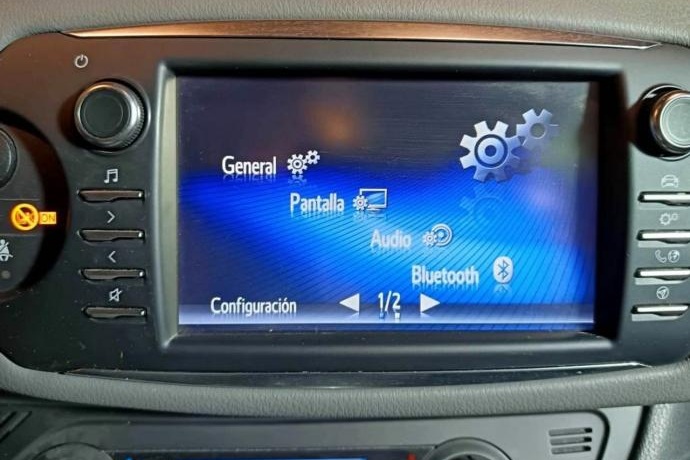 General
Pantalla
Audio
Bluetooth
Configuración
1/2
ON